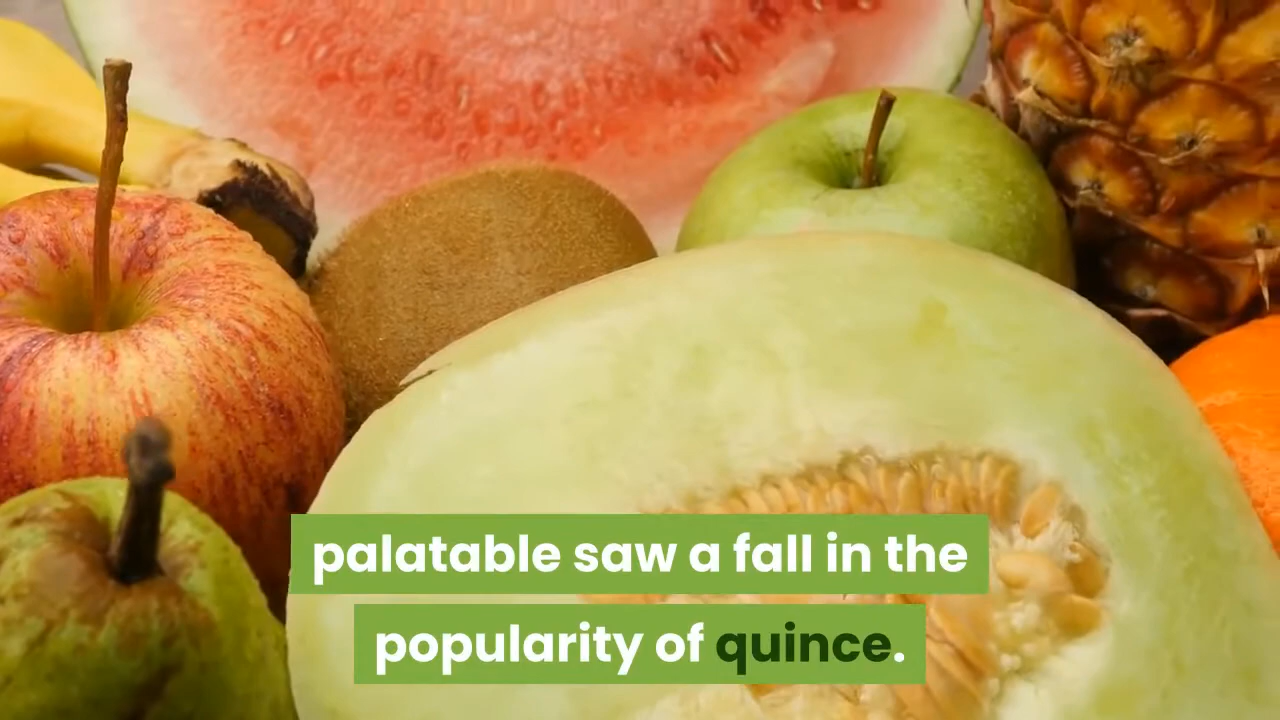 palatable saw a fall in the
popularity of quince.